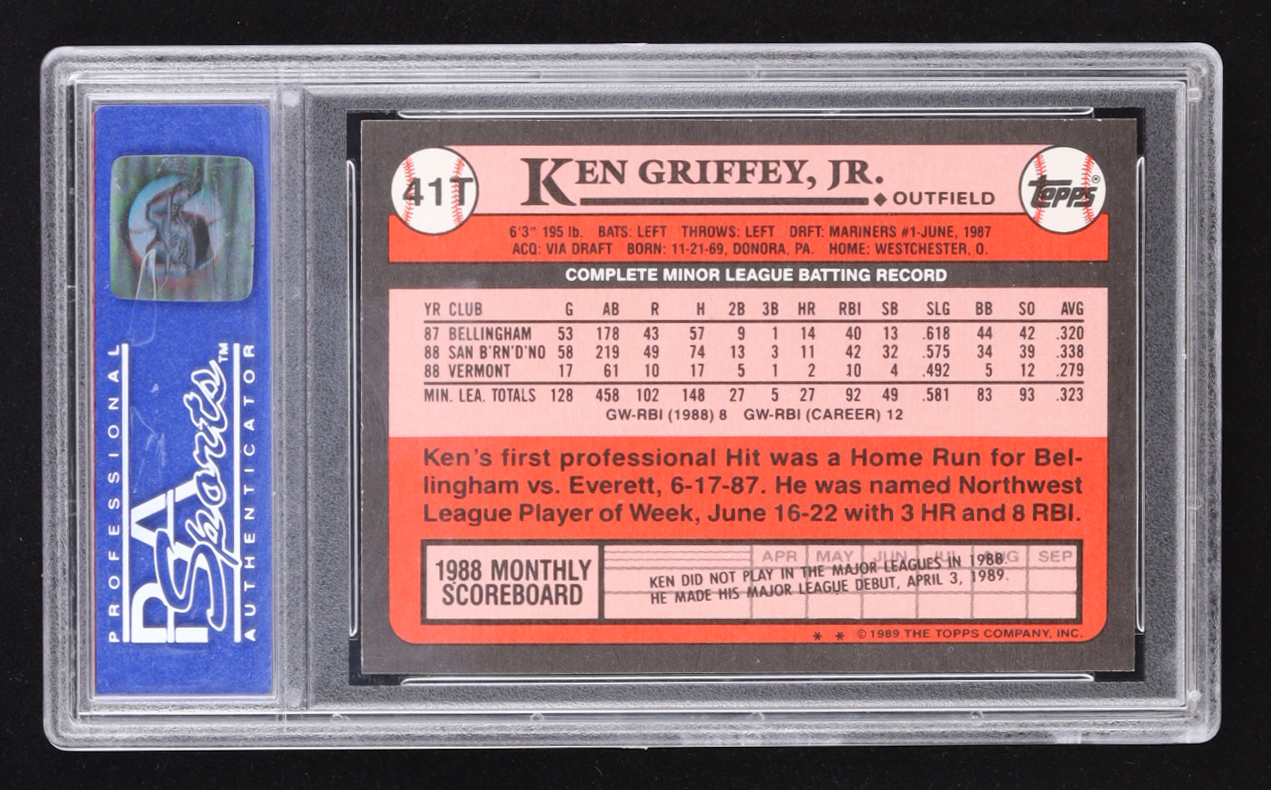 PROFESSIONAL
PSA
Sports™
AUTHENTICATOR
41T
KEN GRIFFEY, JR.
OUTFIELD
TOPPS®
6'3" 195 lb. BATS: LEFT THROWS: LEFT DRFT: MARINERS #1-JUNE, 1987
ACQ: VIA DRAFT BORN: 11-21-69, DONORA, PA. HOME: WESTCHESTER, O.
COMPLETE MINOR LEAGUE BATTING RECORD
YR CLUB G AB R H 2B 3B HR RBI SB SLG BB SO AVG
87 BELLINGHAM 53 178 43 57 9 1 14 40 13 .618 44 42 .320
88 SAN B'RN'D'NO 58 219 49 74 13 3 11 42 32 .575 34 39 .338
88 VERMONT 17 61 10 17 5 1 2 10 4 .492 5 12 .279
MIN. LEA. TOTALS 128 458 102 148 27 5 27 92 49 .581 83 93 .323
GW-RBI (1988) 8 GW-RBI (CAREER) 12
Ken's first professional Hit was a Home Run for Bel-
lingham vs. Everett, 6-17-87. He was named Northwest
League Player of Week, June 16-22 with 3 HR and 8 RBI.
1988 MONTHLY
SCOREBOARD
APR MAY JUN JUL AUG SEP
KEN DID NOT PLAY IN THE MAJOR LEAGUES IN 1988.
HE MADE HIS MAJOR LEAGUE DEBUT, APRIL 3, 1989.
* * © 1989 THE TOPPS COMPANY, INC.